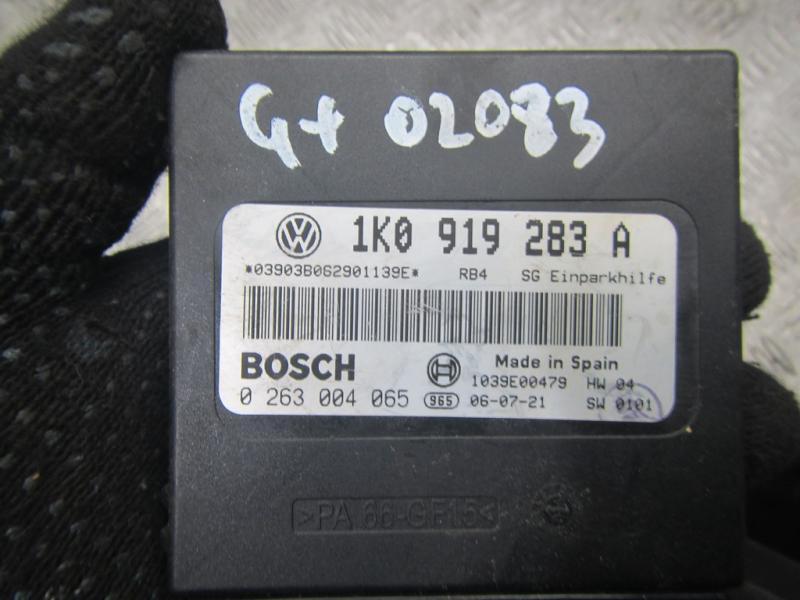 G+ 02083
1K0 919 283 A
*03903B062901139E* RB4 SG Einparkhilfe
BOSCH Made in Spain
1039E00479 HW 04
0 263 004 065 965 06-07-21 SW 0101
>PA 66-GF15<